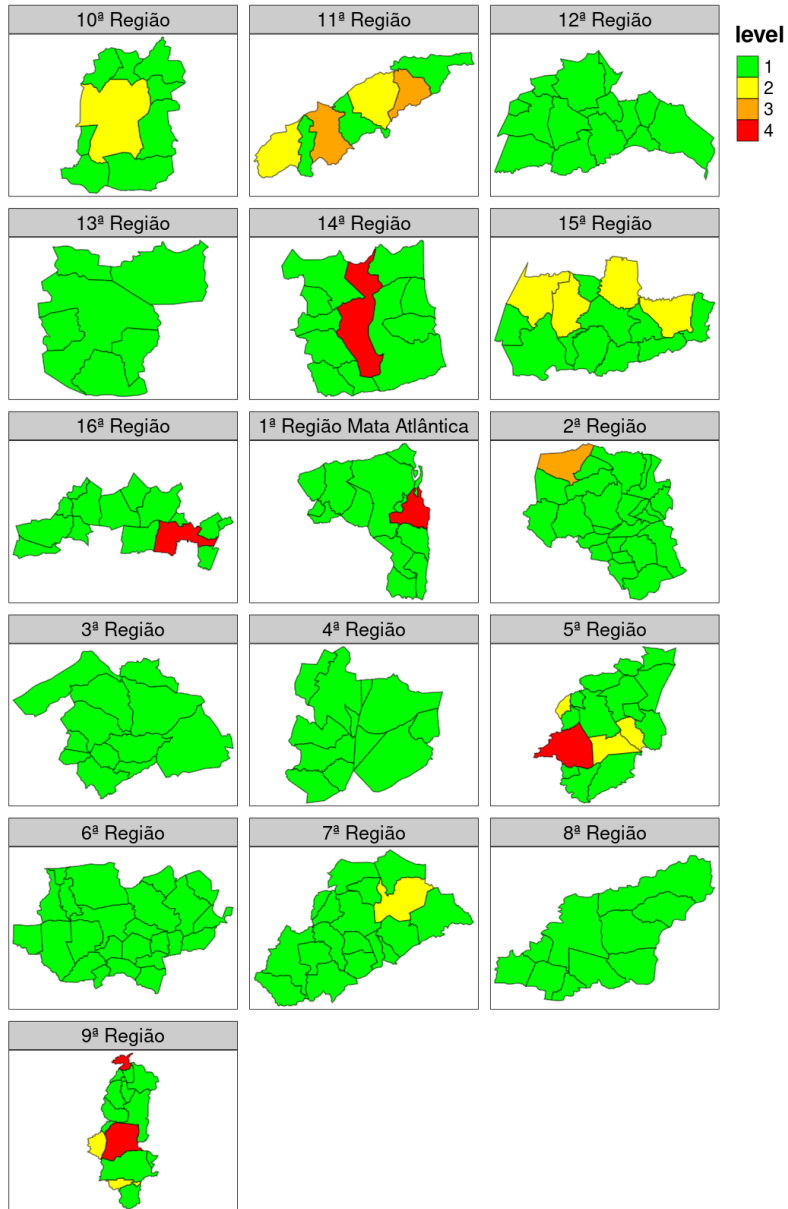 10ª Região
11ª Região
12ª Região
level
1
2
3
4
13ª Região
14ª Região
15ª Região
16ª Região
1ª Região Mata Atlântica
2ª Região
3ª Região
4ª Região
5ª Região
6ª Região
7ª Região
8ª Região
9ª Região